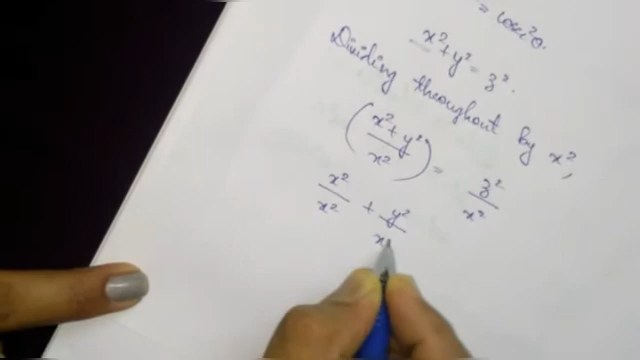 = cosec²θ.
x² + y² = z².
Dividing throughout by x²,
(x² + y² / x²) = z² / x²
x² / x² + y² / x